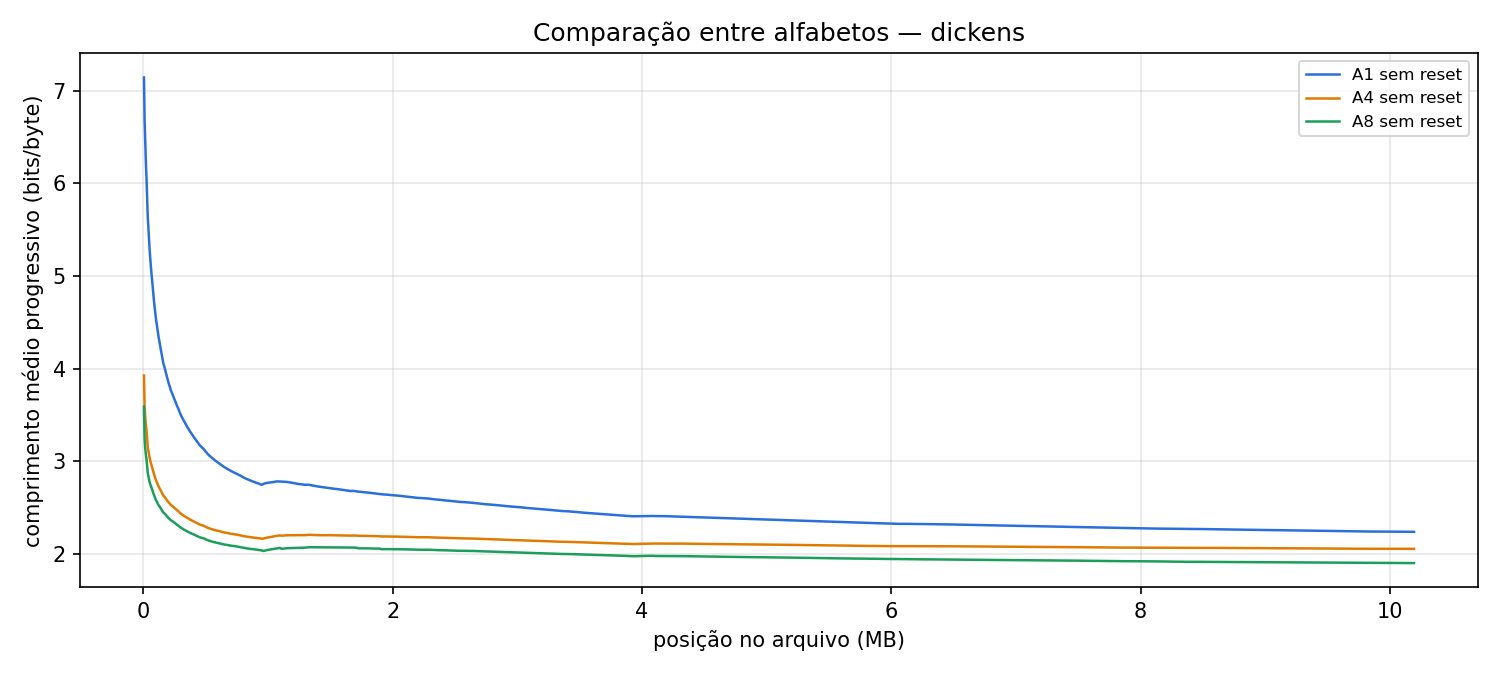 Comparação entre alfabetos — dickens
comprimento médio progressivo (bits/byte)
7
6
5
4
3
2
A1 sem reset
A4 sem reset
A8 sem reset
0 2 4 6 8 10
posição no arquivo (MB)